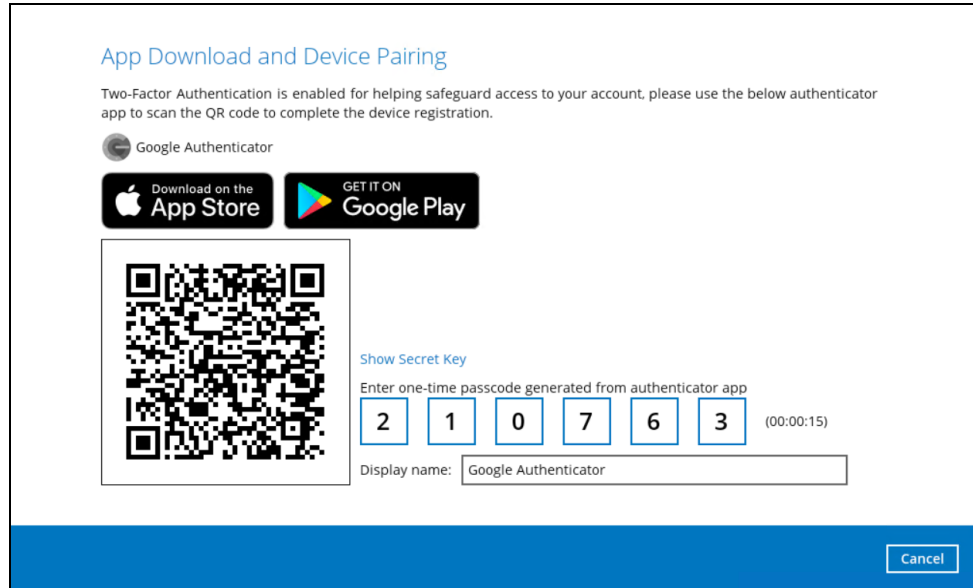 App Download and Device Pairing
Two-Factor Authentication is enabled for helping safeguard access to your account, please use the below authenticator
app to scan the QR code to complete the device registration.
Google Authenticator
Download on the
App Store
GET IT ON
Google Play
Show Secret Key
Enter one-time passcode generated from authenticator app
2 1 0 7 6 3 (00:00:15)
Display name: Google Authenticator
Cancel